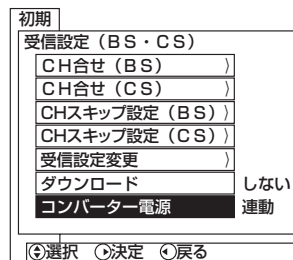 初期
受信設定（BS・CS）
CH合せ（BS） 〉
CH合せ（CS） 〉
CHスキップ設定（BS）〉
CHスキップ設定（CS）〉
受信設定変更 〉
ダウンロード しない
コンバーター電源 連動
選択 決定 戻る